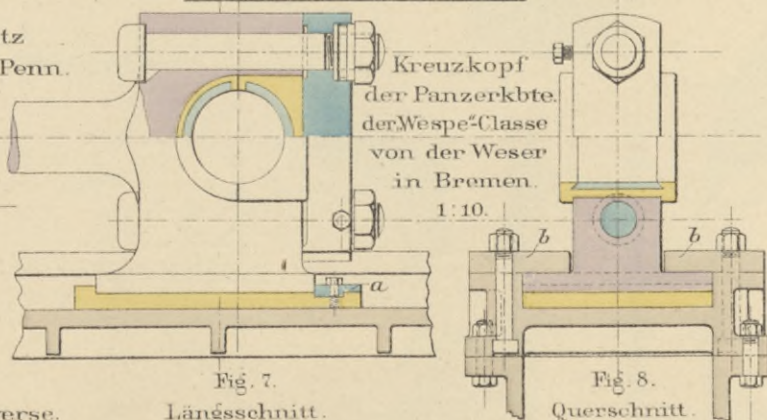 tz
Penn.
Kreuzkopf
der Panzerkbte.
der „Wespe“-Classe
von der Weser
in Bremen.
1:10.
a
b b
Fig. 7.
Längsschnitt.
Fig. 8.
Querschnitt.
erse.